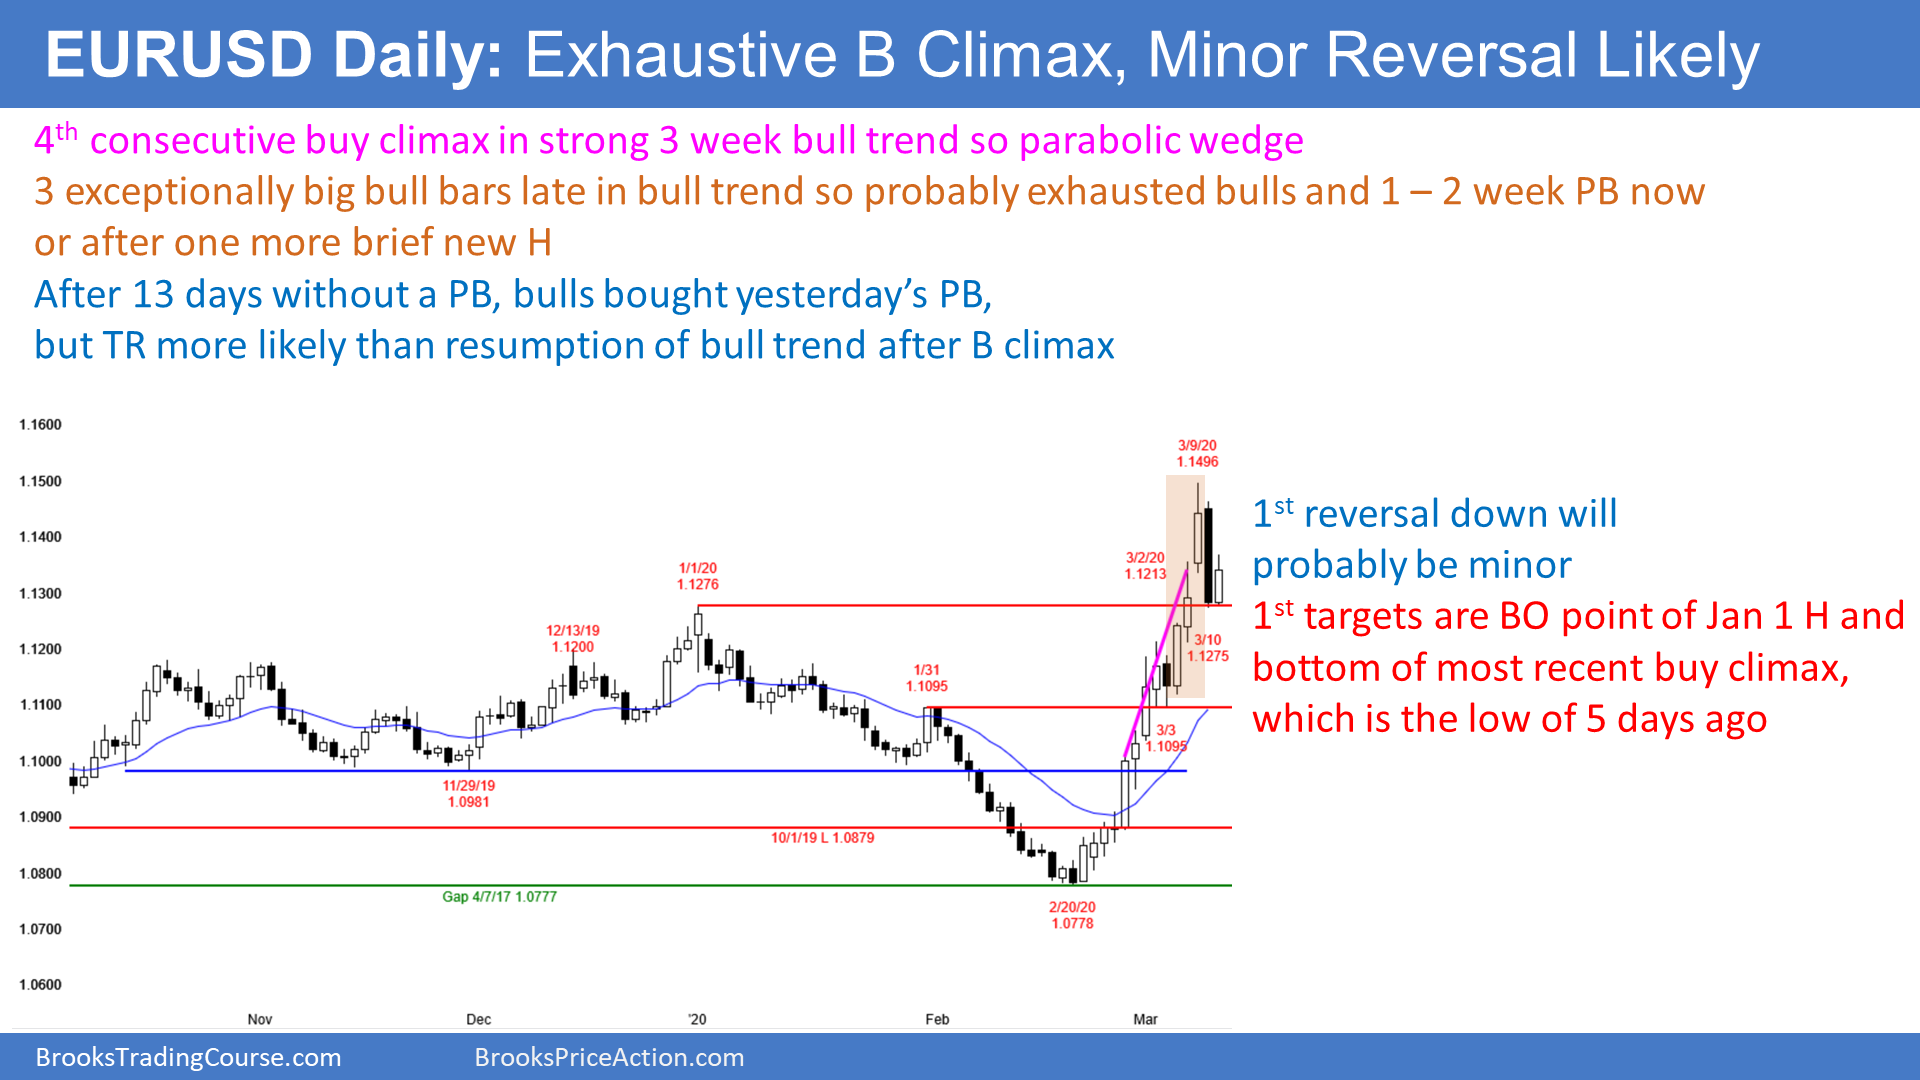 EURUSD Daily: Exhaustive B Climax, Minor Reversal Likely
4th consecutive buy climax in strong 3 week bull trend so parabolic wedge
3 exceptionally big bull bars late in bull trend so probably exhausted bulls and 1 – 2 week PB now
or after one more brief new H
After 13 days without a PB, bulls bought yesterday’s PB,
but TR more likely than resumption of bull trend after B climax
1.1600
1.1500
1.1400
1.1300
1.1200
1.1100
1.1000
1.0900
1.0800
1.0700
1.0600
12/13/19
1.1200
11/29/19
1.0981
Gap 4/7/17 1.0777
1/1/20
1.1276
10/1/19 L 1.0879
1/31
1.1095
2/20/20
1.0778
3/2/20
1.1213
3/3
1.1095
3/9/20
1.1496
3/10
1.1275
Nov
Dec
'20
Feb
Mar
1st reversal down will
probably be minor
1st targets are BO point of Jan 1 H and
bottom of most recent buy climax,
which is the low of 5 days ago
BrooksTradingCourse.com
BrooksPriceAction.com